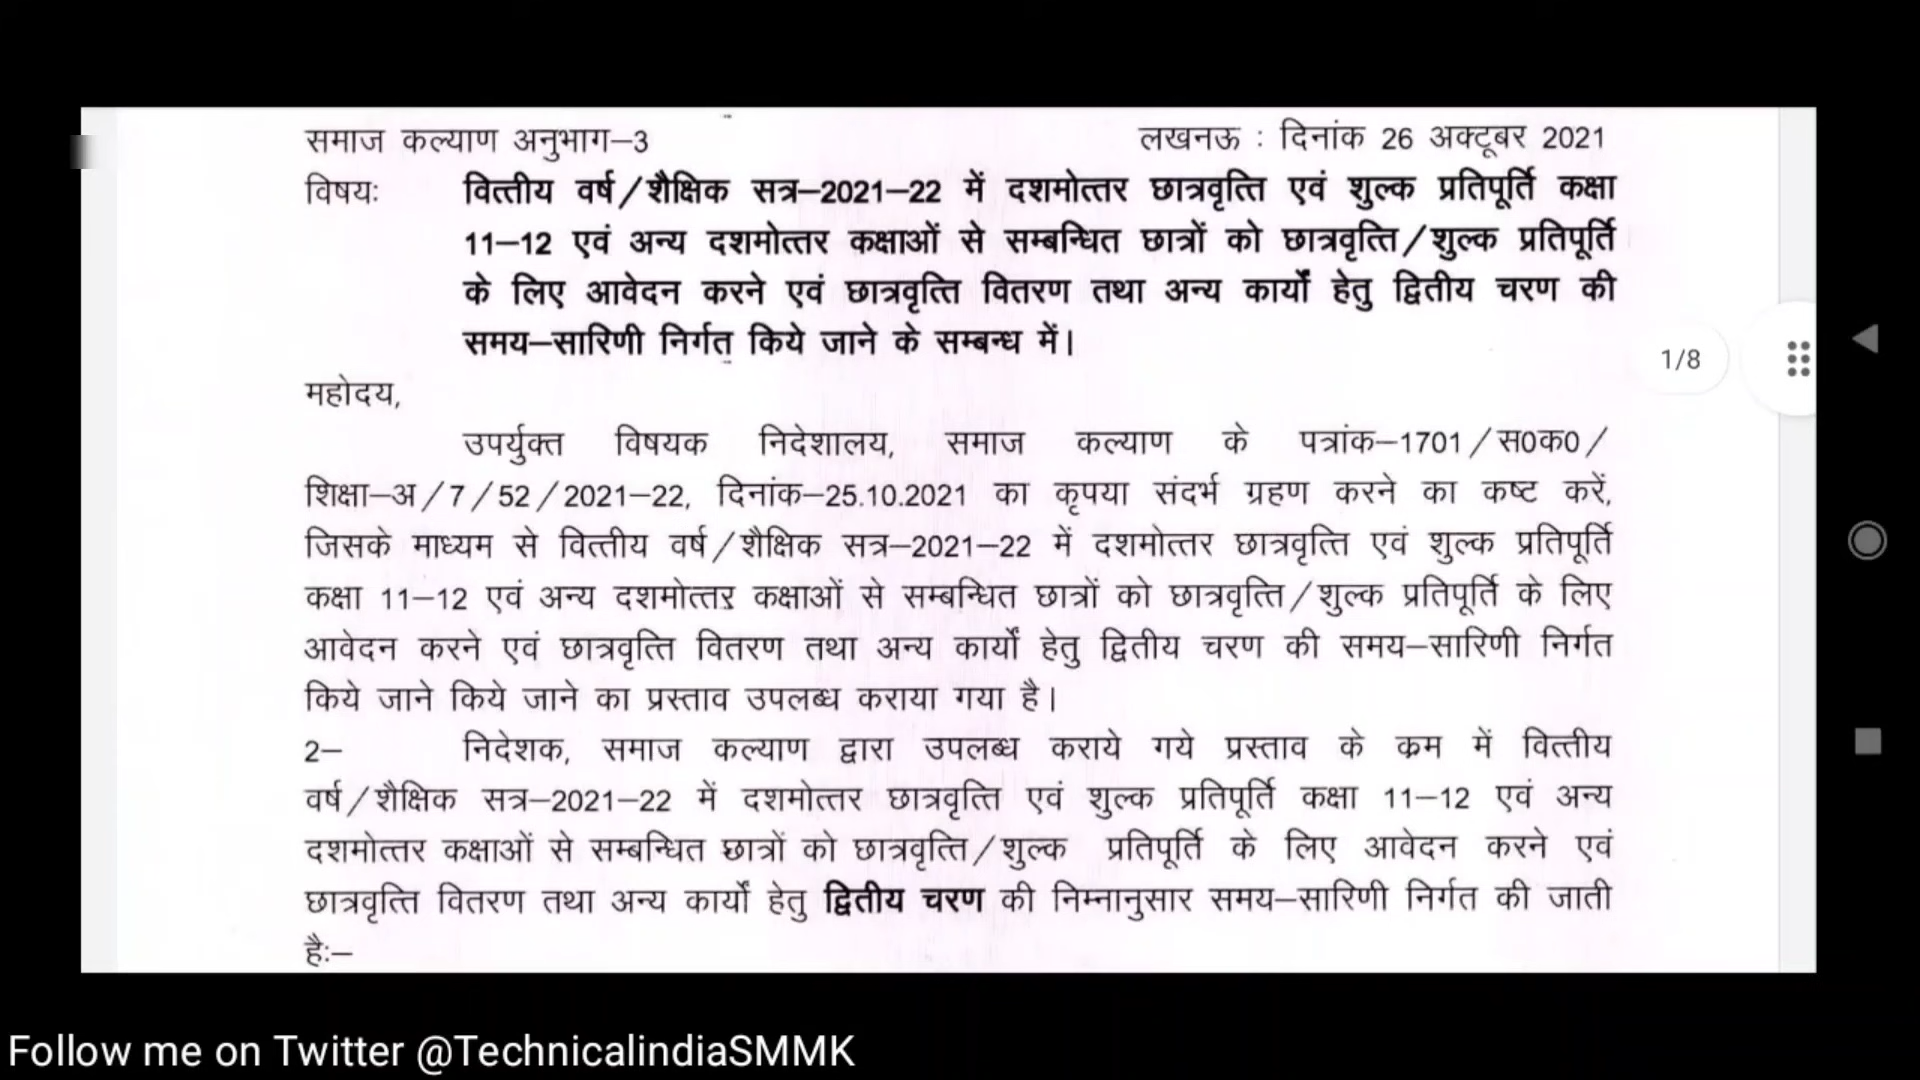 समाज कल्याण अनुभाग–3 लखनऊ : दिनांक 26 अक्टूबर 2021
विषयः वित्तीय वर्ष/शैक्षिक सत्र–2021–22 में दशमोत्तर छात्रवृत्ति एवं शुल्क प्रतिपूर्ति कक्षा
11–12 एवं अन्य दशमोत्तर कक्षाओं से सम्बन्धित छात्रों को छात्रवृत्ति/शुल्क प्रतिपूर्ति
के लिए आवेदन करने एवं छात्रवृत्ति वितरण तथा अन्य कार्यों हेतु द्वितीय चरण की
समय–सारिणी निर्गत किये जाने के सम्बन्ध में।
1/8
महोदय,
उपर्युक्त विषयक निदेशालय, समाज कल्याण के पत्रांक–1701/स0क0/
शिक्षा–अ/7/52/2021–22, दिनांक–25.10.2021 का कृपया संदर्भ ग्रहण करने का कष्ट करें,
जिसके माध्यम से वित्तीय वर्ष/शैक्षिक सत्र–2021–22 में दशमोत्तर छात्रवृत्ति एवं शुल्क प्रतिपूर्ति
कक्षा 11–12 एवं अन्य दशमोत्तर कक्षाओं से सम्बन्धित छात्रों को छात्रवृत्ति/शुल्क प्रतिपूर्ति के लिए
आवेदन करने एवं छात्रवृत्ति वितरण तथा अन्य कार्यों हेतु द्वितीय चरण की समय–सारिणी निर्गत
किये जाने किये जाने का प्रस्ताव उपलब्ध कराया गया है।
2– निदेशक, समाज कल्याण द्वारा उपलब्ध कराये गये प्रस्ताव के क्रम में वित्तीय
वर्ष/शैक्षिक सत्र–2021–22 में दशमोत्तर छात्रवृत्ति एवं शुल्क प्रतिपूर्ति कक्षा 11–12 एवं अन्य
दशमोत्तर कक्षाओं से सम्बन्धित छात्रों को छात्रवृत्ति/शुल्क प्रतिपूर्ति के लिए आवेदन करने एवं
छात्रवृत्ति वितरण तथा अन्य कार्यों हेतु द्वितीय चरण की निम्नानुसार समय–सारिणी निर्गत की जाती
हैः–
Follow me on Twitter @TechnicalindiaSMMK